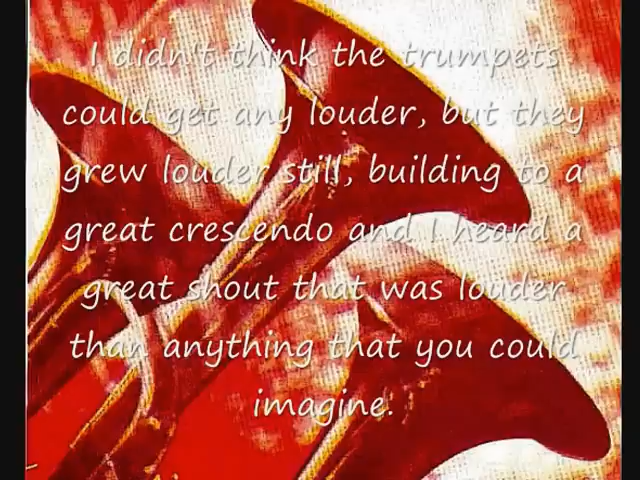 I didn't think the trumpets
could get any louder, but they
grew louder still, building to a
great crescendo and I heard a
great shout that was louder
than anything that you could
imagine.